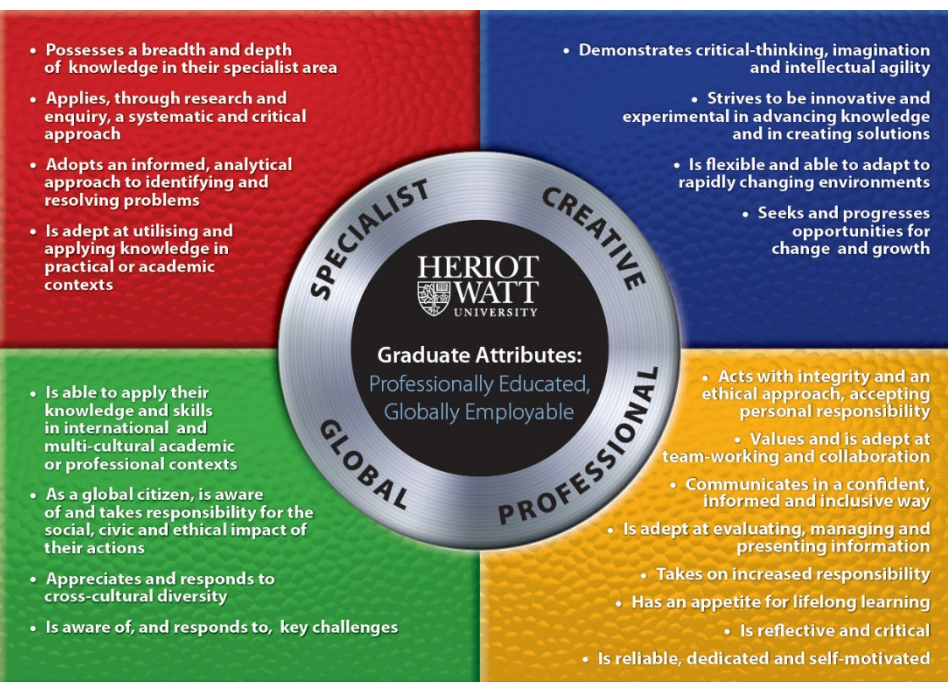 • Possesses a breadth and depth
of knowledge in their specialist area
• Applies, through research and
enquiry, a systematic and critical
approach
• Adopts an informed, analytical
approach to identifying and
resolving problems
• Is adept at utilising and
applying knowledge in
practical or academic
contexts
• Demonstrates critical-thinking, imagination
and intellectual agility
• Strives to be innovative and
experimental in advancing knowledge
and in creating solutions
• Is flexible and able to adapt to
rapidly changing environments
• Seeks and progresses
opportunities for
change and growth
SPECIALIST
CREATIVE
HERIOT
WATT
UNIVERSITY
Graduate Attributes:
Professionally Educated,
Globally Employable
GLOBAL
PROFESSIONAL
• Is able to apply their
knowledge and skills
in international and
multi-cultural academic
or professional contexts
• As a global citizen, is aware
of and takes responsibility for the
social, civic and ethical impact of
their actions
• Appreciates and responds to
cross-cultural diversity
• Is aware of, and responds to, key challenges
• Acts with integrity and an
ethical approach, accepting
personal responsibility
• Values and is adept at
team-working and collaboration
• Communicates in a confident,
informed and inclusive way
• Is adept at evaluating, managing and
presenting information
• Takes on increased responsibility
• Has an appetite for lifelong learning
• Is reflective and critical
• Is reliable, dedicated and self-motivated